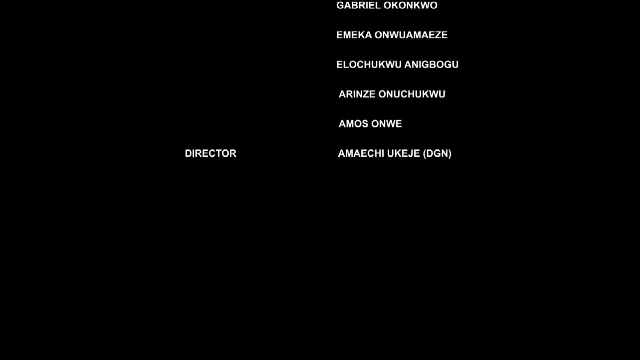 GABRIEL OKONKWO
EMEKA ONWUAMAEZE
ELOCHUKWU ANIGBOGU
ARINZE ONUCHUKWU
AMOS ONWE
DIRECTOR AMAECHI UKEJE (DGN)